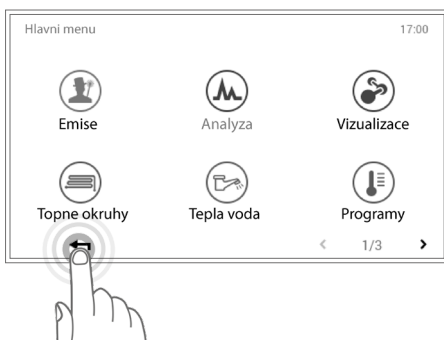 Hlavni menu 17:00
Emise Analyza Vizualizace
Topne okruhy Tepla voda Programy
1/3